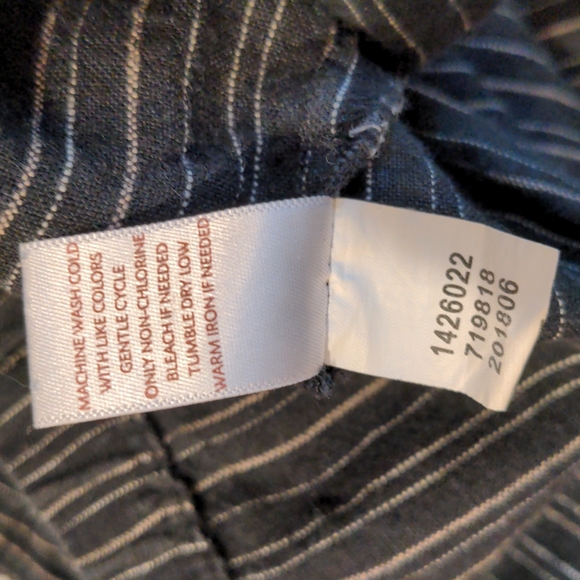 MACHINE WASH COLD
WITH LIKE COLORS
GENTLE CYCLE
ONLY NON-CHLORINE
BLEACH IF NEEDED
TUMBLE DRY LOW
WARM IRON IF NEEDED
1426022
719818
201806